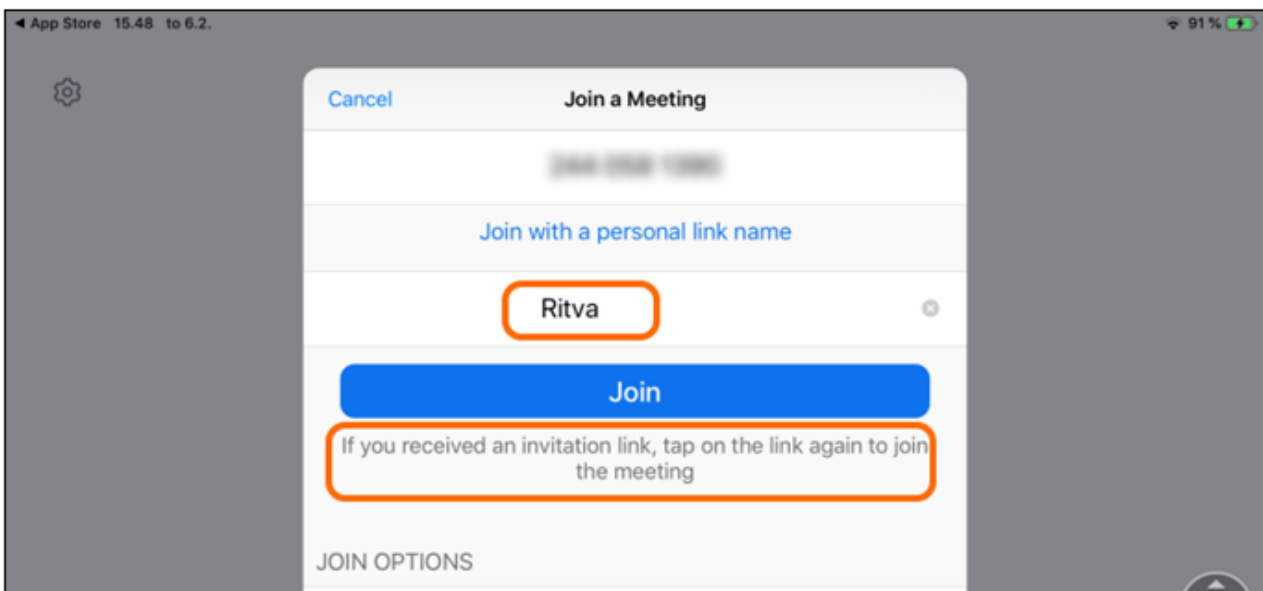 ◀ App Store 15.48 to 6.2.
91 %
Cancel
Join a Meeting
Join with a personal link name
Ritva
Join
If you received an invitation link, tap on the link again to join
the meeting
JOIN OPTIONS